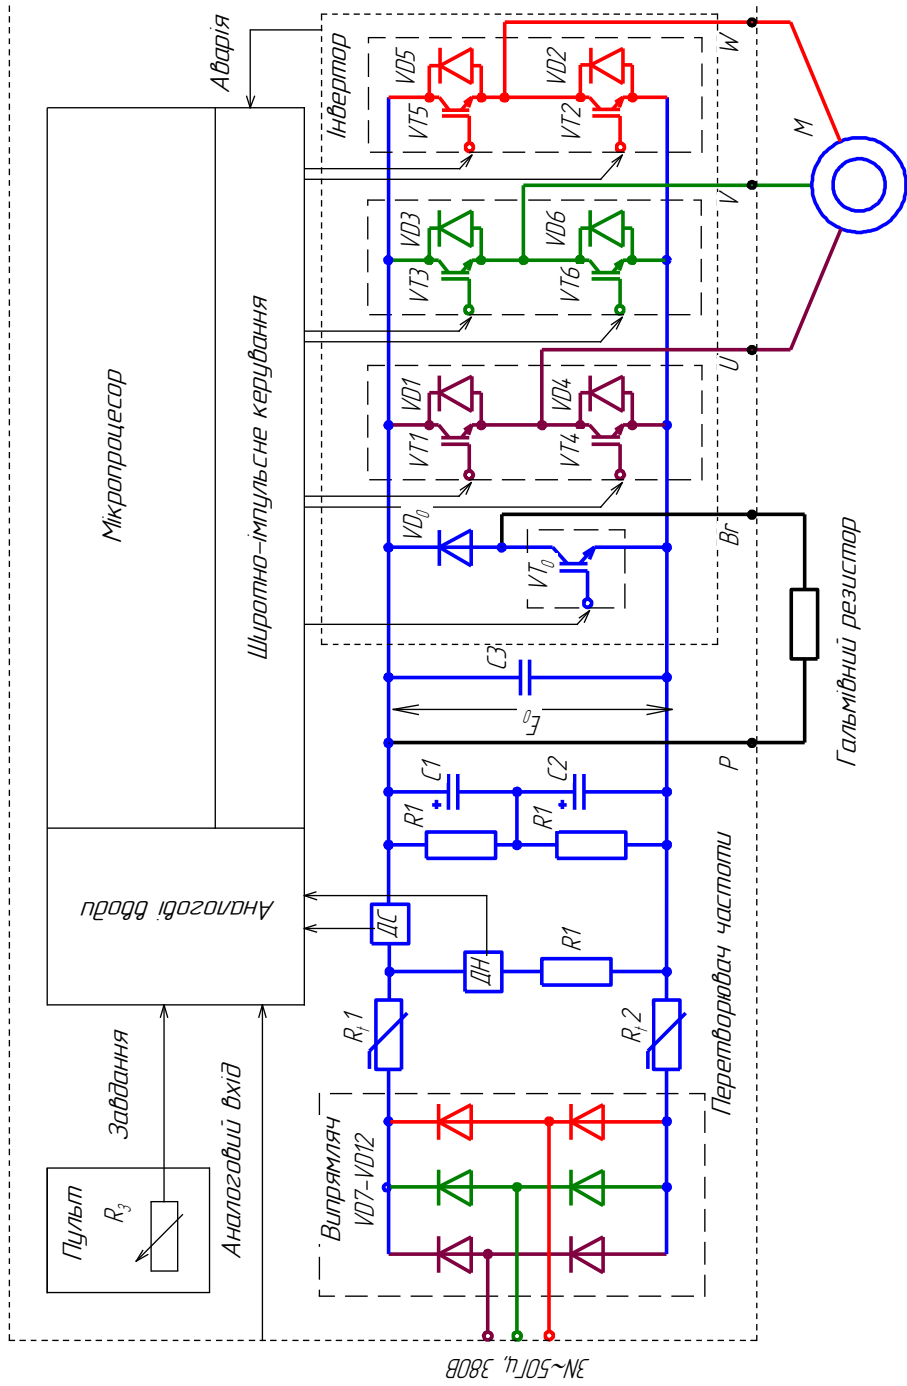 3N~50Гц, 380В
Пульт
R₃
Завдання
Аналоговий вхід
Випрямляч
VD7-VD12
Аналогові вводи
Мікропроцесор
Широтно-імпульсне керування
Аварія
Rₜ1
Rₜ2
ДС
ДН
R1
R1
R1
C1
C2
+
+
E₀
C3
VD₀
VT₀
Інвертор
VD1
VT1
VD4
VT4
VD3
VT3
VD6
VT6
VD5
VT5
VD2
VT2
P
Br
U
V
W
M
Гальмівний резистор
Перетворювач частоти